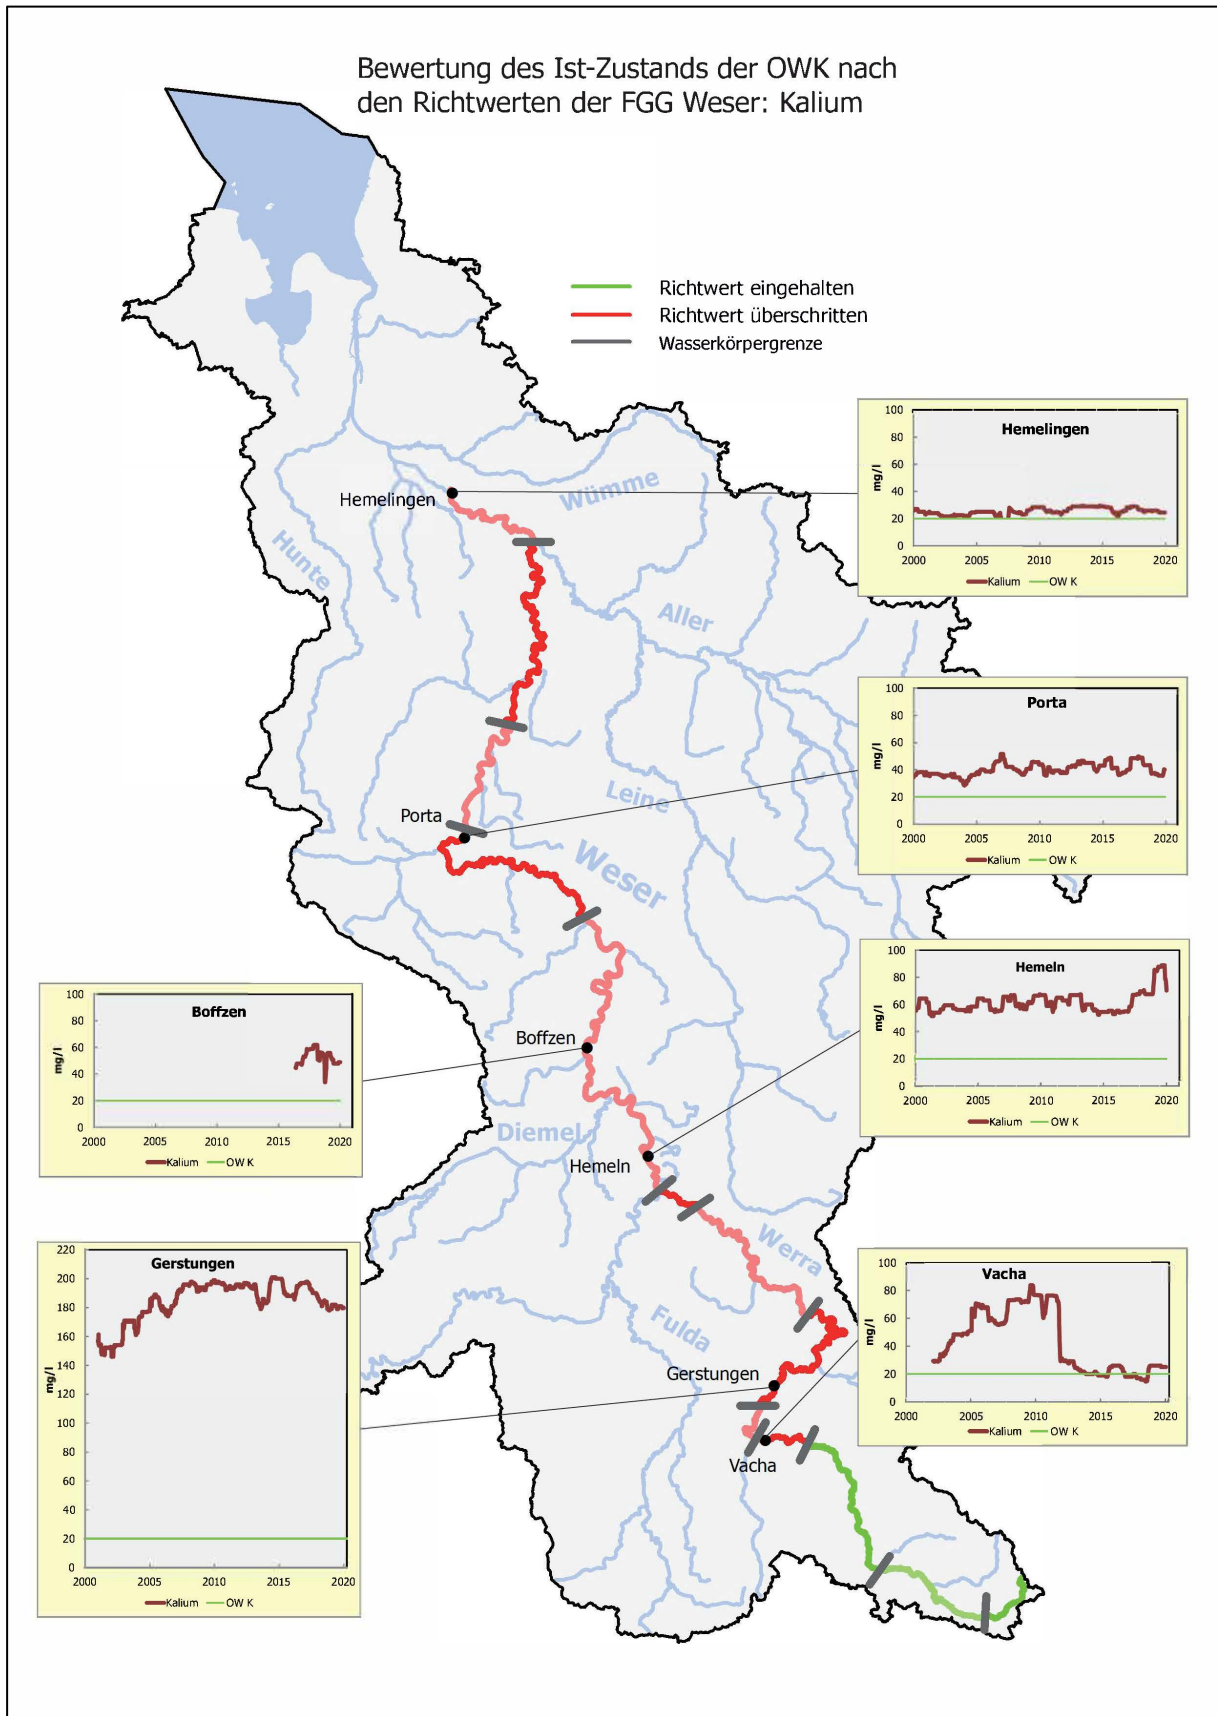 Bewertung des Ist-Zustands der OWK nach
den Richtwerten der FGG Weser: Kalium
Richtwert eingehalten
Richtwert überschritten
Wasserkörpergrenze
Hemelingen
Wümme
Hunte
Aller
Porta
Leine
Weser
Boffzen
Diemel
Hemeln
Werra
Fulda
Gerstungen
Vacha
Hemelingen
mg/l
100
80
60
40
20
0
2000 2005 2010 2015 2020
Kalium OW K
Porta
mg/l
100
80
60
40
20
0
2000 2005 2010 2015 2020
Kalium OW K
Hemeln
mg/l
100
80
60
40
20
0
2000 2005 2010 2015 2020
Kalium OW K
Boffzen
mg/l
100
80
60
40
20
0
2000 2005 2010 2015 2020
Kalium OW K
Gerstungen
mg/l
220
200
180
160
140
120
100
80
60
40
20
0
2000 2005 2010 2015 2020
Kalium OW K
Vacha
mg/l
100
80
60
40
20
0
2000 2005 2010 2015 2020
Kalium OW K